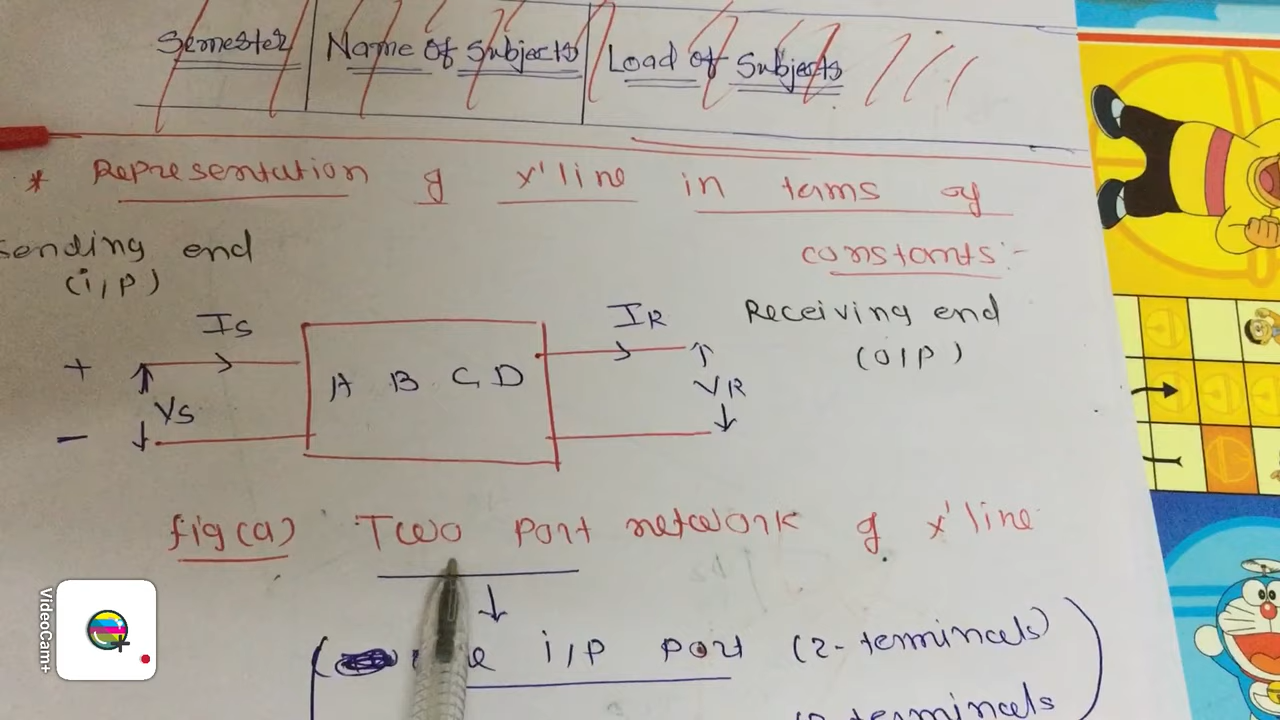 Semester Name of Subjects Load of Subjects
* Representation of x'line in terms of
constants:-
sending end
(i/P)
Receiving end
(O/P)
IS
IR
+
A B C D
VS
VR
-
fig(a) Two Port network of x'line
i/P Port (2-terminals)
terminals
VideoCam+